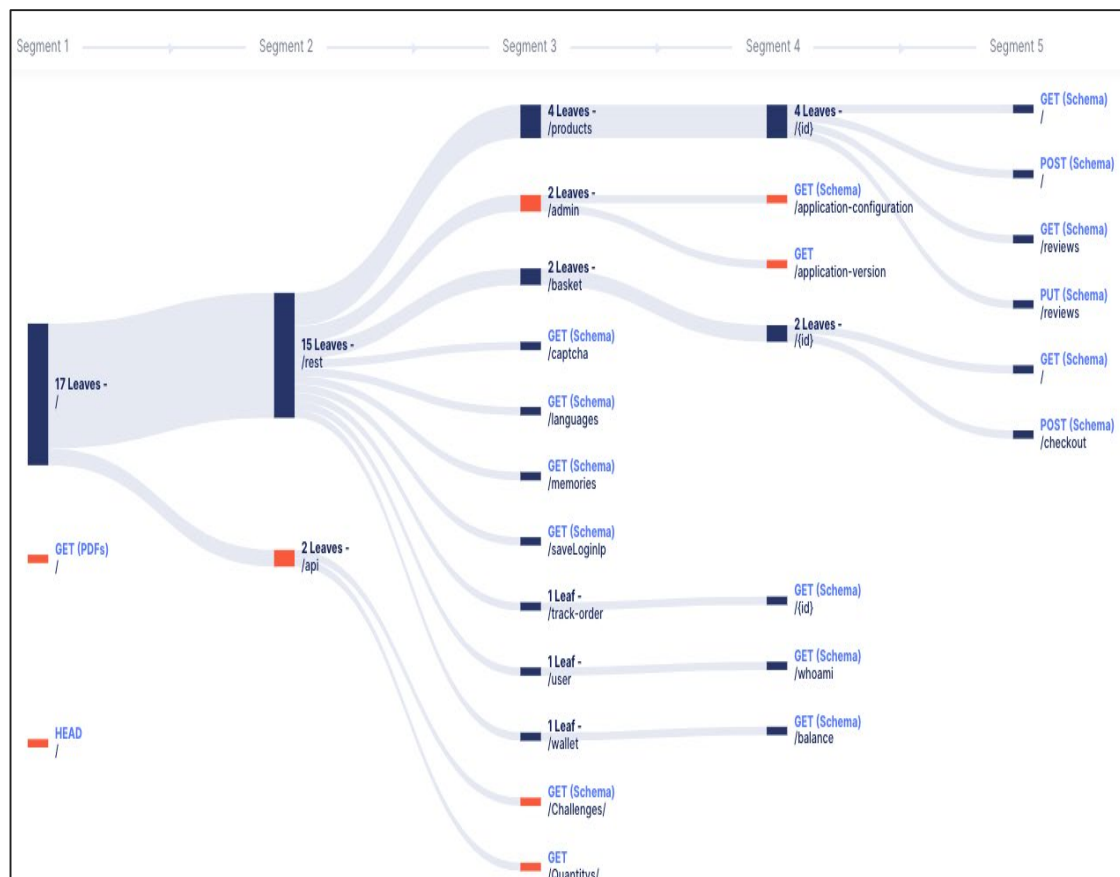 Segment 1
Segment 2
Segment 3
Segment 4
Segment 5
17 Leaves -
/
GET (PDFs)
/
HEAD
/
15 Leaves -
/rest
2 Leaves -
/api
4 Leaves -
/products
2 Leaves -
/admin
2 Leaves -
/basket
GET (Schema)
/captcha
GET (Schema)
/languages
GET (Schema)
/memories
GET (Schema)
/saveLoginIp
1 Leaf -
/track-order
1 Leaf -
/user
1 Leaf -
/wallet
GET (Schema)
/Challenges/
GET
/Quantitys/
4 Leaves -
/{id}
GET (Schema)
/application-configuration
GET
/application-version
2 Leaves -
/{id}
GET (Schema)
/{id}
GET (Schema)
/whoami
GET (Schema)
/balance
GET (Schema)
/
POST (Schema)
/
GET (Schema)
/reviews
PUT (Schema)
/reviews
GET (Schema)
/
POST (Schema)
/checkout